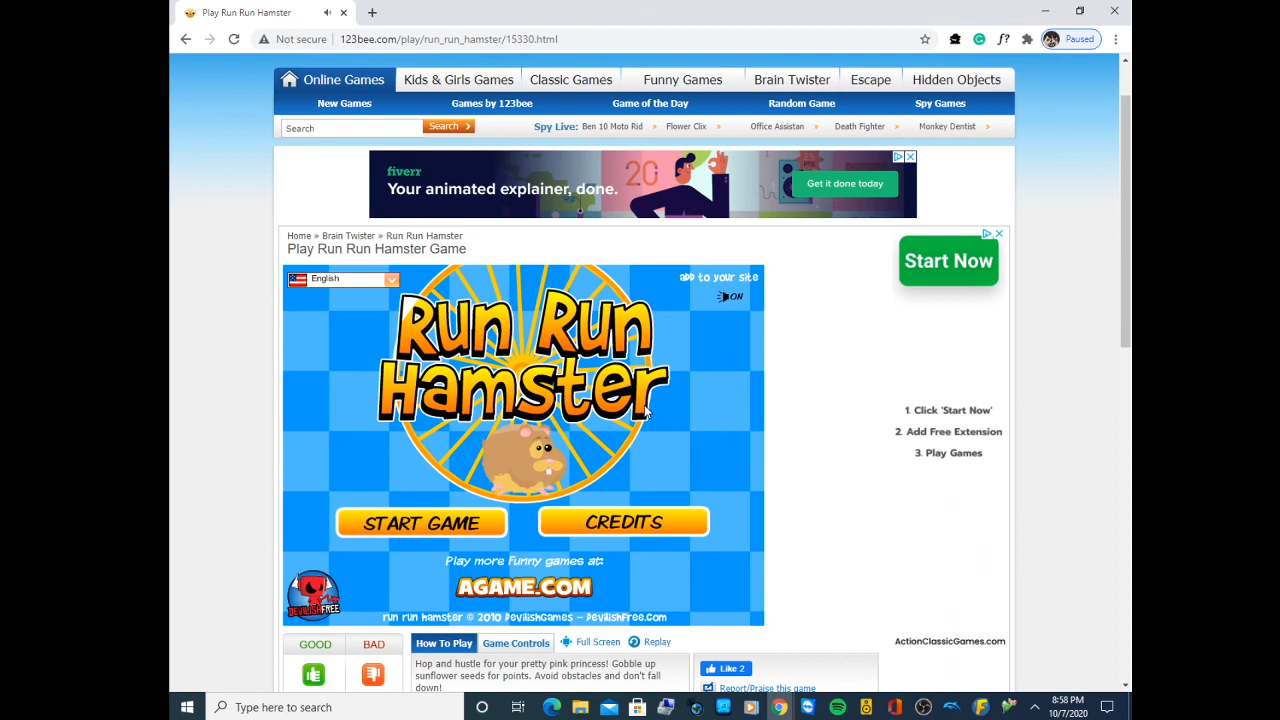 Play Run Run Hamster
Not secure
123bee.com/play/run_run_hamster/15330.html
Paused
Online Games
Kids & Girls Games
Classic Games
Funny Games
Brain Twister
Escape
Hidden Objects
New Games
Games by 123bee
Game of the Day
Random Game
Spy Games
Search
Search
Spy Live: Ben 10 Moto Rid » Flower Clix » Office Assistan » Death Fighter » Monkey Dentist »
fiverr
20
Your animated explainer, done.
Get it done today
Home » Brain Twister » Run Run Hamster
Play Run Run Hamster Game
Start Now
English
add to your site
ON
Run Run
Hamster
1. Click 'Start Now'
2. Add Free Extension
3. Play Games
START GAME
CREDITS
Play more funny games at:
AGAME.COM
DEVILISHFREE
run run hamster © 2010 DevilishGames - DevilishFree.com
ActionClassicGames.com
GOOD
BAD
How To Play
Game Controls
Full Screen
Replay
Hop and hustle for your pretty pink princess! Gobble up
sunflower seeds for points. Avoid obstacles and don't fall
down!
Like 2
Report/Praise this game
Type here to search
8:58 PM
10/7/2020